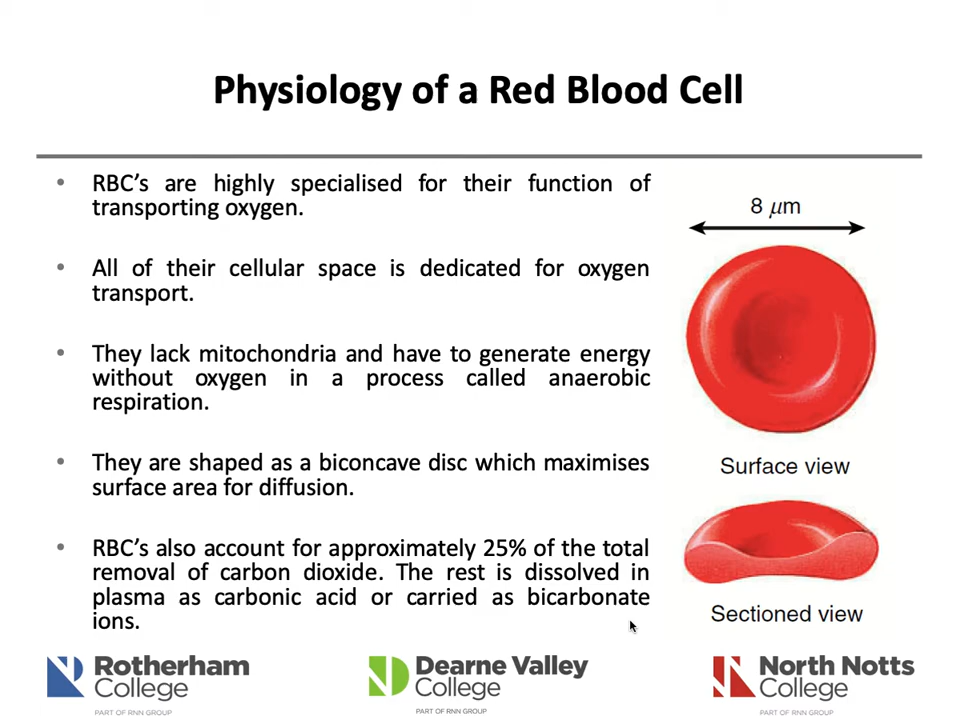 Physiology of a Red Blood Cell
• RBC's are highly specialised for their function of
transporting oxygen.
• All of their cellular space is dedicated for oxygen
transport.
• They lack mitochondria and have to generate energy
without oxygen in a process called anaerobic
respiration.
• They are shaped as a biconcave disc which maximises
surface area for diffusion.
• RBC's also account for approximately 25% of the total
removal of carbon dioxide. The rest is dissolved in
plasma as carbonic acid or carried as bicarbonate
ions.
8 μm
Surface view
Sectioned view
Rotherham
College
PART OF RNN GROUP
Dearne Valley
College
PART OF RNN GROUP
North Notts
College
PART OF RNN GROUP